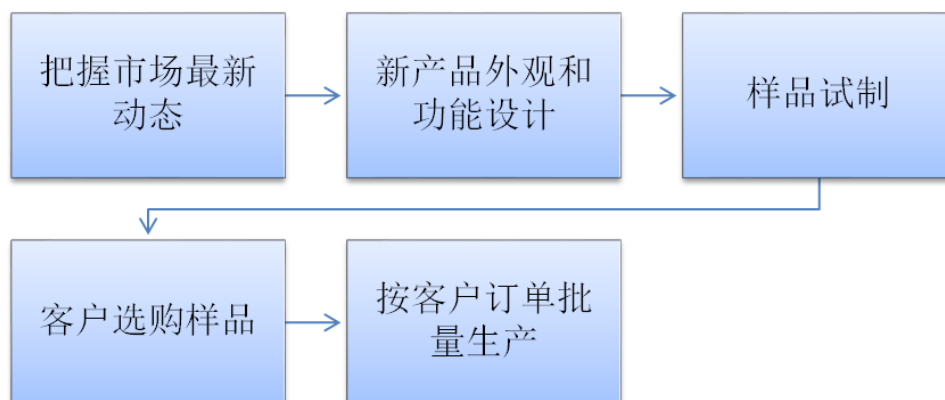 把握市场最新
动态
新产品外观和
功能设计
样品试制
客户选购样品
按客户订单批
量生产